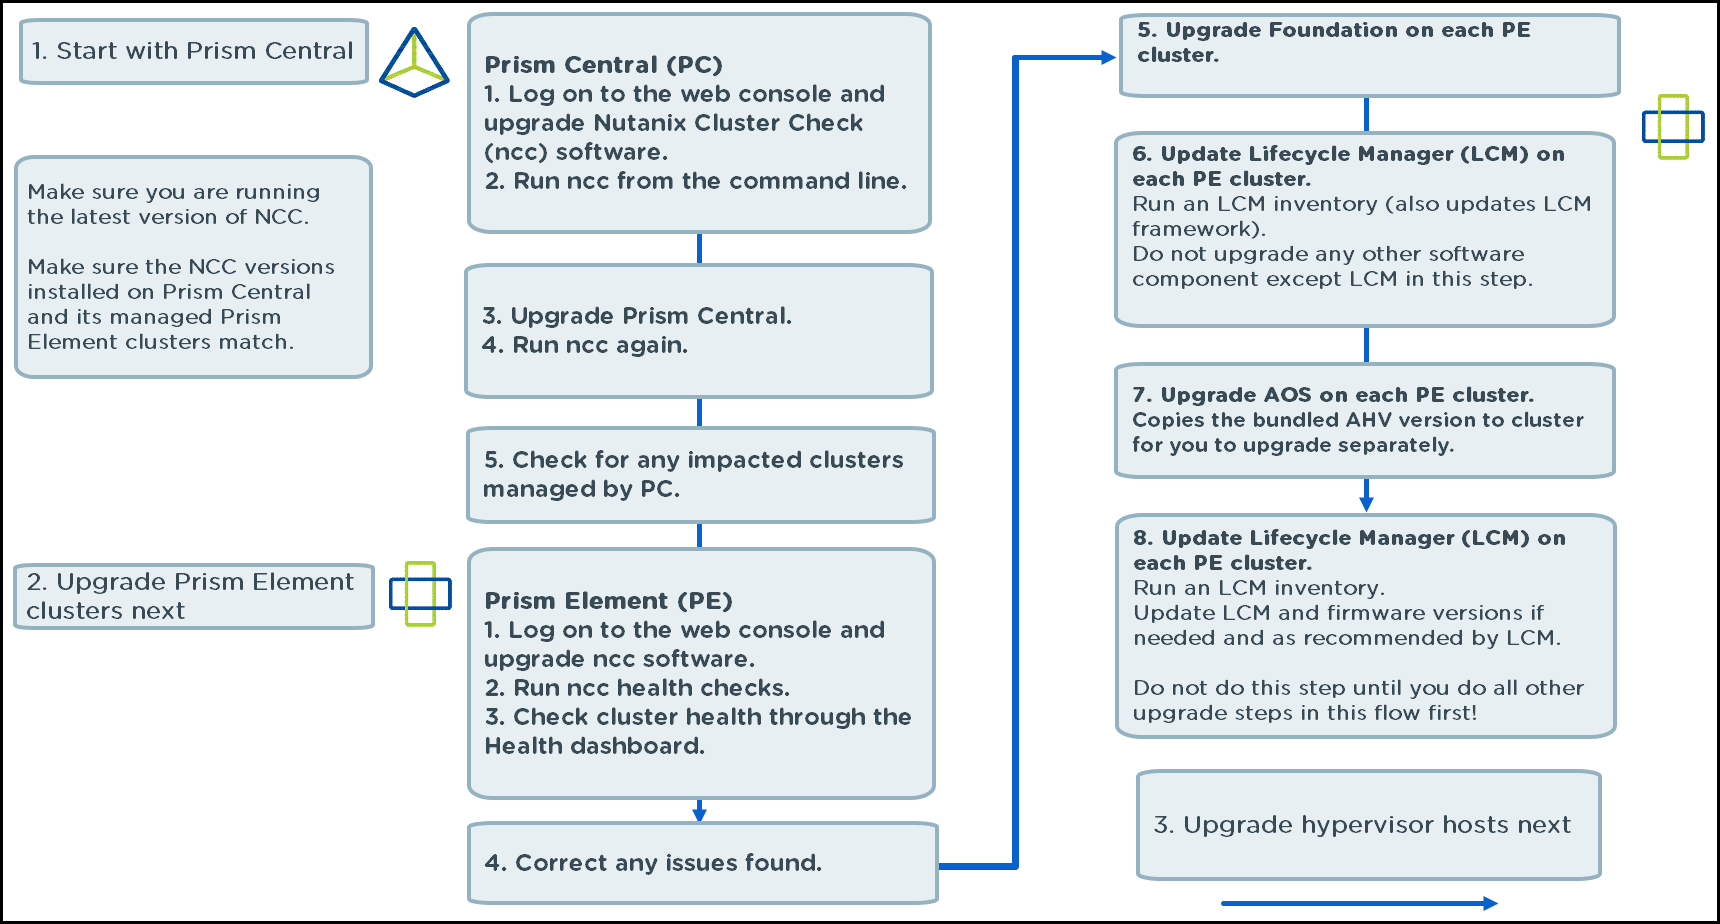 1. Start with Prism Central
Make sure you are running
the latest version of NCC.
Make sure the NCC versions
installed on Prism Central
and its managed Prism
Element clusters match.
2. Upgrade Prism Element
clusters next
Prism Central (PC)
1. Log on to the web console and
upgrade Nutanix Cluster Check
(ncc) software.
2. Run ncc from the command line.
3. Upgrade Prism Central.
4. Run ncc again.
5. Check for any impacted clusters
managed by PC.
Prism Element (PE)
1. Log on to the web console and
upgrade ncc software.
2. Run ncc health checks.
3. Check cluster health through the
Health dashboard.
4. Correct any issues found.
5. Upgrade Foundation on each PE
cluster.
6. Update Lifecycle Manager (LCM) on
each PE cluster.
Run an LCM inventory (also updates LCM
framework).
Do not upgrade any other software
component except LCM in this step.
7. Upgrade AOS on each PE cluster.
Copies the bundled AHV version to cluster
for you to upgrade separately.
8. Update Lifecycle Manager (LCM) on
each PE cluster.
Run an LCM inventory.
Update LCM and firmware versions if
needed and as recommended by LCM.
Do not do this step until you do all other
upgrade steps in this flow first!
3. Upgrade hypervisor hosts next